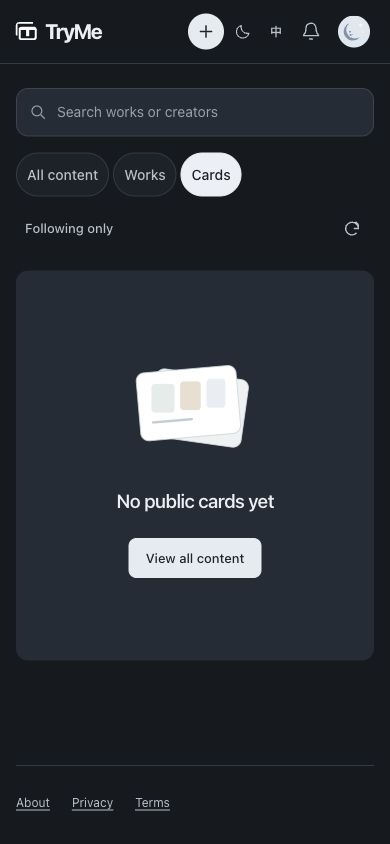 TryMe
中
Search works or creators
All content
Works
Cards
Following only
No public cards yet
View all content
About
Privacy
Terms